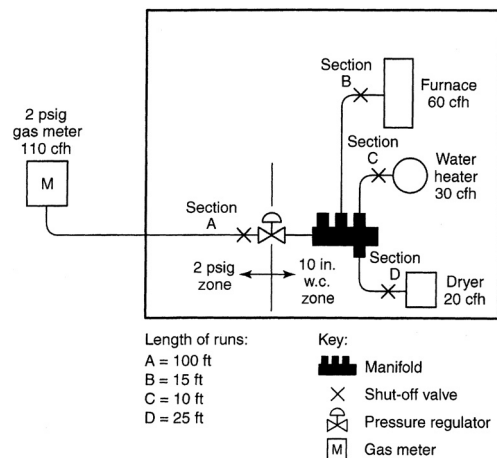 Section
B
Furnace
60 cfh
2 psig
gas meter
110 cfh
M
Section
C
Water
heater
30 cfh
Section
A
2 psig
zone
10 in.
w.c.
zone
Section
D
Dryer
20 cfh
Length of runs:
A = 100 ft
B = 15 ft
C = 10 ft
D = 25 ft
Key:
Manifold
Shut-off valve
Pressure regulator
M
Gas meter